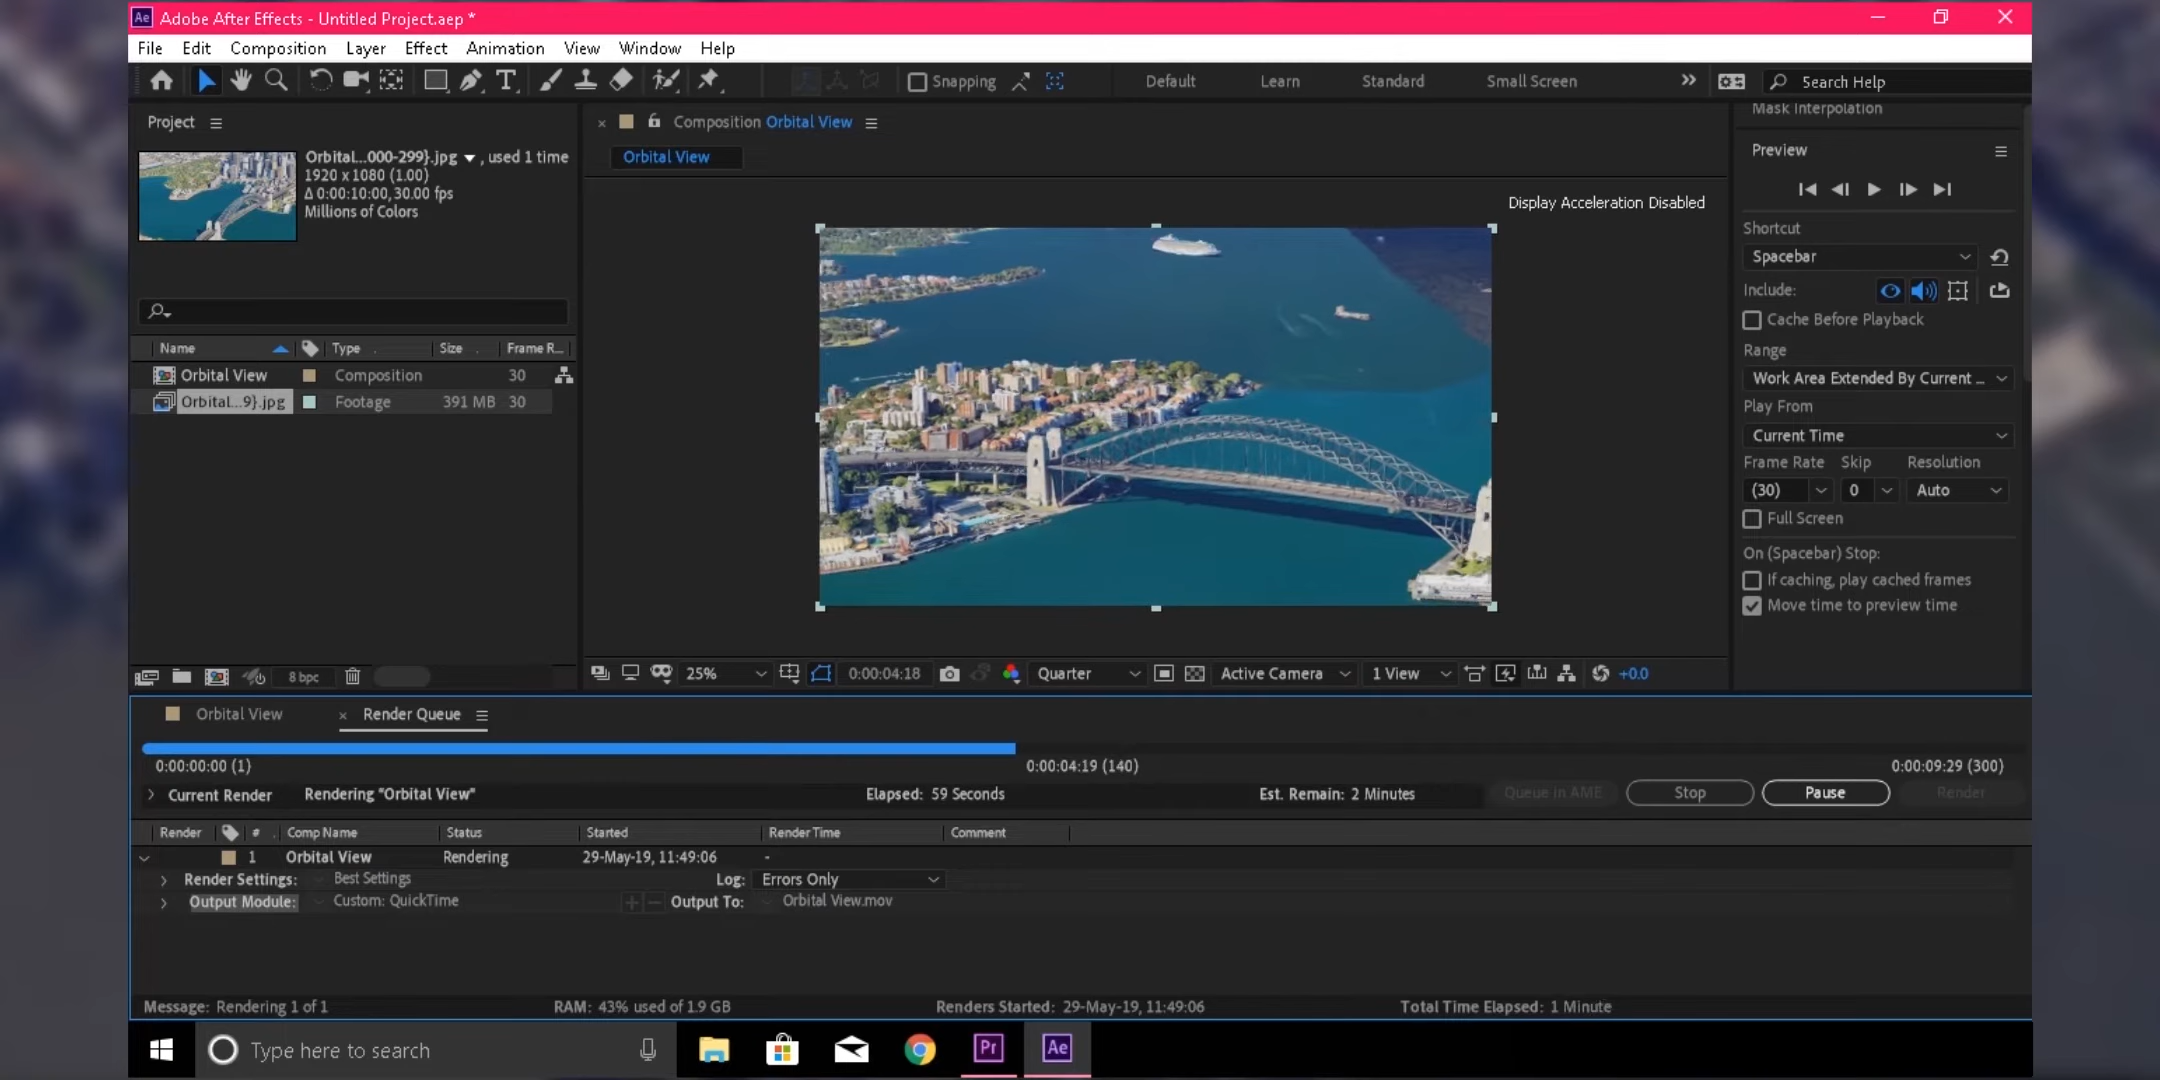 Ae Adobe After Effects - Untitled Project.aep *
File Edit Composition Layer Effect Animation View Window Help
T Snapping Default Learn Standard Small Screen Search Help
Project
Orbital...000-299}.jpg , used 1 time
1920 x 1080 (1.00)
Δ 0:00:10:00, 30.00 fps
Millions of Colors
Name Type Size Frame R...
Orbital View Composition 30
Orbital...9}.jpg Footage 391 MB 30
8 bpc
Composition Orbital View
Orbital View
Display Acceleration Disabled
25% 0:00:04:18 Quarter Active Camera 1 View +0.0
Mask Interpolation
Preview
Shortcut
Spacebar
Include:
Cache Before Playback
Range
Work Area Extended By Current ...
Play From
Current Time
Frame Rate Skip Resolution
(30) 0 Auto
Full Screen
On (Spacebar) Stop:
If caching, play cached frames
Move time to preview time
Orbital View Render Queue
0:00:00:00 (1) 0:00:04:19 (140) 0:00:09:29 (300)
Current Render Rendering "Orbital View" Elapsed: 59 Seconds Est. Remain: 2 Minutes Queue in AME Stop Pause Render
Render # Comp Name Status Started Render Time Comment
1 Orbital View Rendering 29-May-19, 11:49:06 -
Render Settings: Best Settings Log: Errors Only
Output Module: Custom: QuickTime Output To: Orbital View.mov
Message: Rendering 1 of 1 RAM: 43% used of 1.9 GB Renders Started: 29-May-19, 11:49:06 Total Time Elapsed: 1 Minute
Type here to search Pr Ae